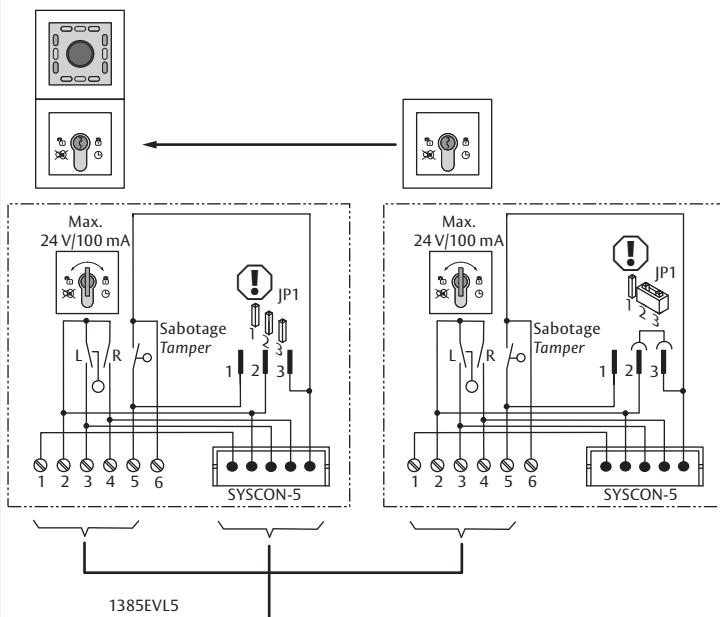 Max.
24 V/100 mA
JP1
1
2
3
Sabotage
Tamper
L
R
1 2 3
1 2 3 4 5 6
SYSCON-5
Max.
24 V/100 mA
JP1
1
2
3
Sabotage
Tamper
L
R
1 2 3
1 2 3 4 5 6
SYSCON-5
1385EVL5